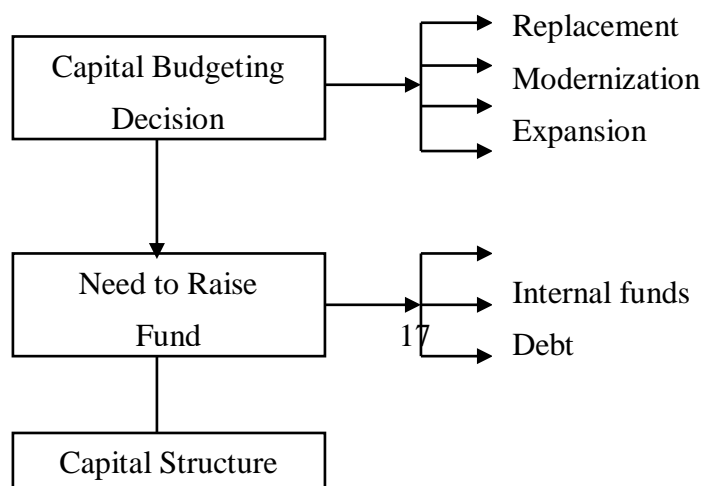 Capital Budgeting
Decision
Replacement
Modernization
Expansion
Need to Raise
Fund
17
Internal funds
Debt
Capital Structure